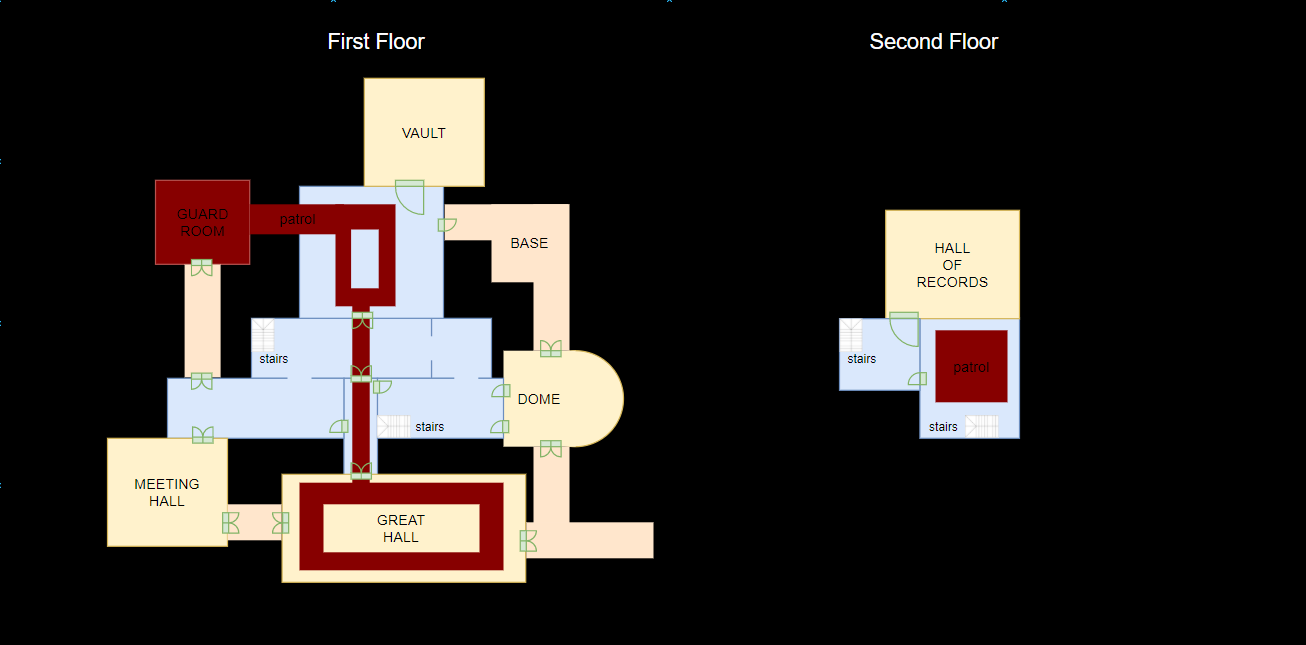 First Floor
Second Floor
VAULT
GUARD
ROOM
patrol
BASE
stairs
DOME
stairs
MEETING
HALL
GREAT
HALL
HALL
OF
RECORDS
stairs
patrol
stairs